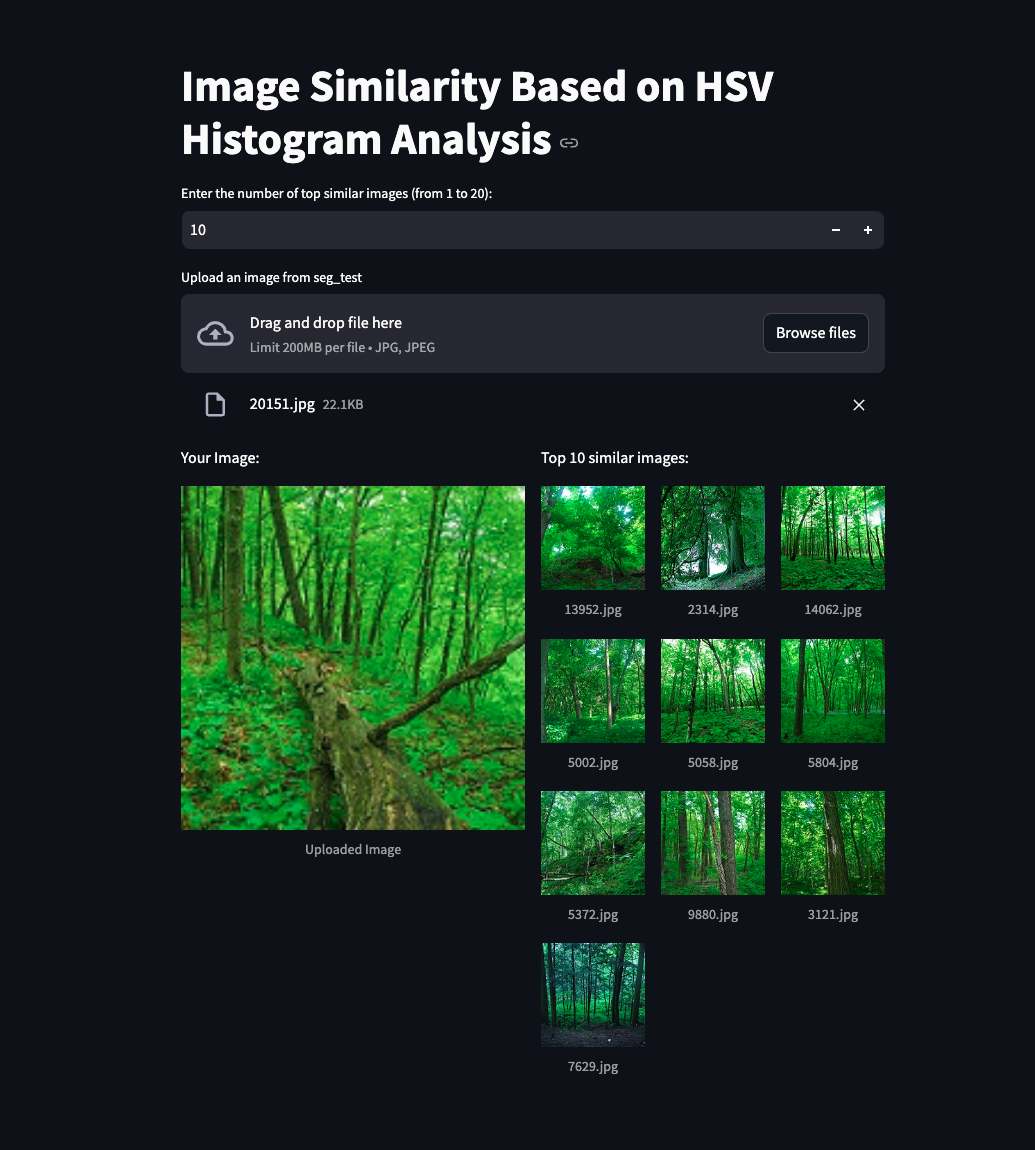 Image Similarity Based on HSV
Histogram Analysis
Enter the number of top similar images (from 1 to 20):
10
Upload an image from seg_test
Drag and drop file here
Limit 200MB per file • JPG, JPEG
Browse files
20151.jpg 22.1KB
Your Image:
Uploaded Image
Top 10 similar images:
13952.jpg 2314.jpg 14062.jpg
5002.jpg 5058.jpg 5804.jpg
5372.jpg 9880.jpg 3121.jpg
7629.jpg